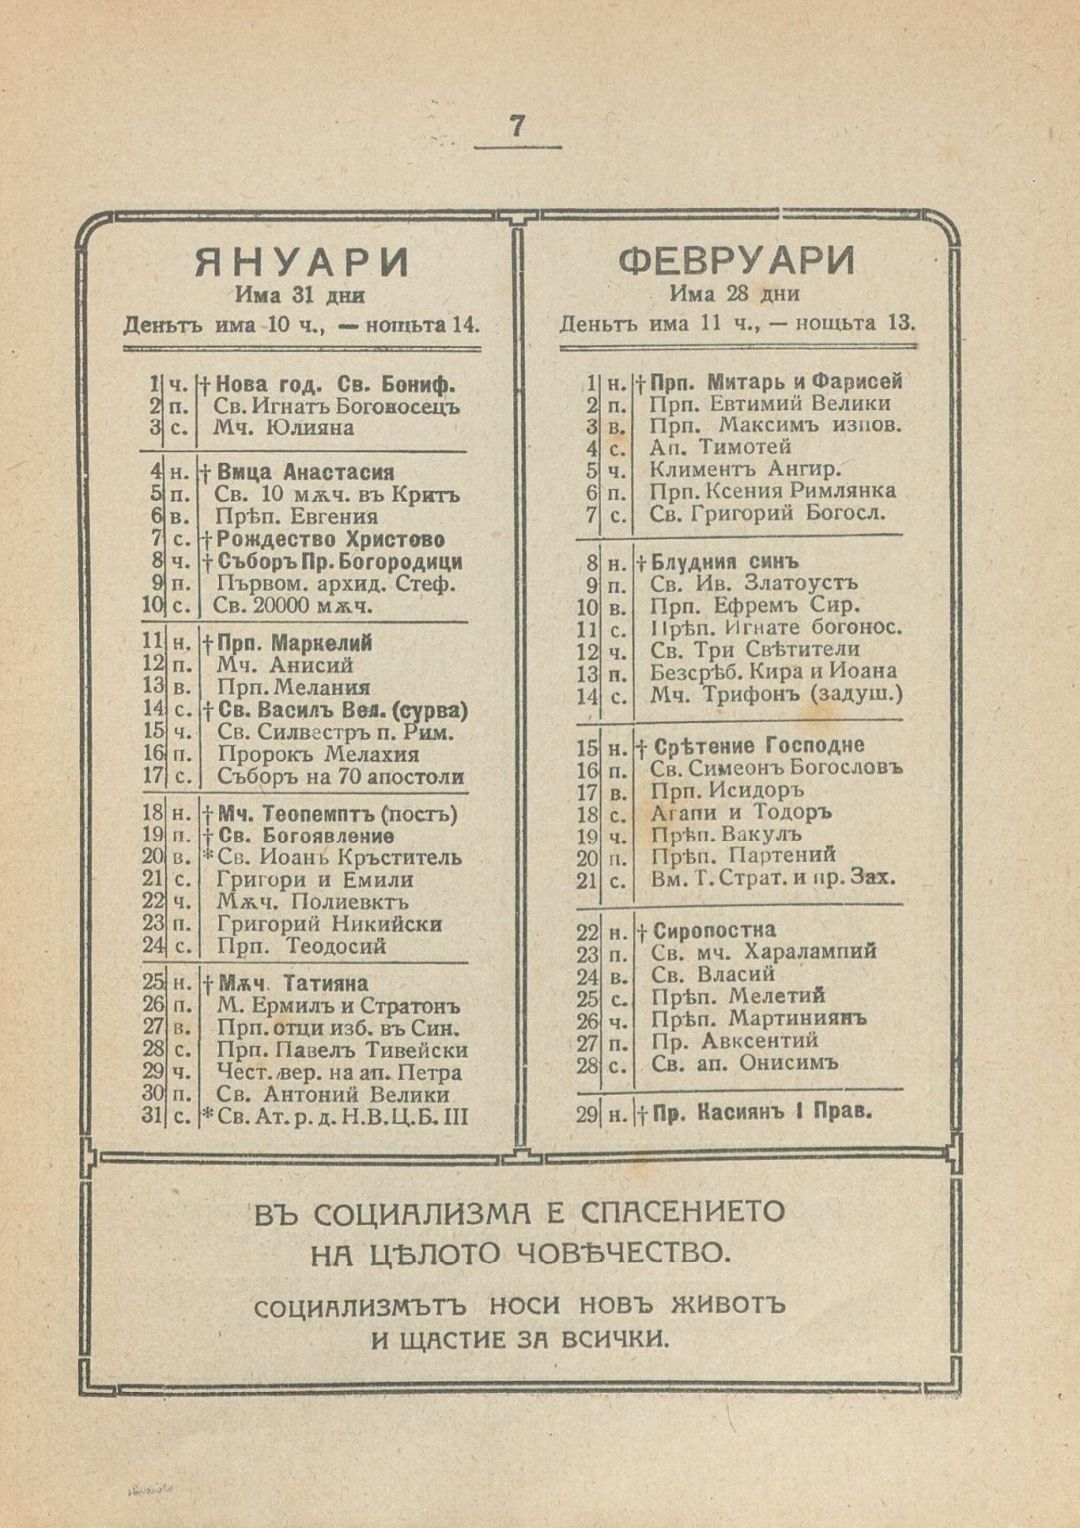 7
ЯНУАРИ
Има 31 дни
Деньтъ има 10 ч., — нощьта 14.
1 ч. † Нова год. Св. Бониф.
2 п. Св. Игнатъ Богоносецъ
3 с. Мч. Юлияна
4 н. † Вмца Анастасия
5 п. Св. 10 мѫч. въ Критъ
6 в. Прѣп. Евгения
7 с. † Рождество Христово
8 ч. † Съборъ Пр. Богородици
9 п. Първом. архид. Стеф.
10 с. Св. 20000 мѫч.
11 н. † Прп. Маркелий
12 п. Мч. Анисий
13 в. Прп. Мелания
14 с. † Св. Василъ Вел. (сурва)
15 ч. Св. Силвестръ п. Рим.
16 п. Пророкъ Мелахия
17 с. Съборъ на 70 апостоли
18 н. † Мч. Теопемптъ (постъ)
19 п. † Св. Богоявление
20 в. * Св. Иоанъ Кръститель
21 с. Григори и Емили
22 ч. Мѫч. Полиевктъ
23 п. Григорий Никийски
24 с. Прп. Теодосий
25 н. † Мѫч. Татияна
26 п. М. Ермилъ и Стратонъ
27 в. Прп. отци изб. въ Син.
28 с. Прп. Павелъ Тивейски
29 ч. Чест. вер. на ап. Петра
30 п. Св. Антоний Велики
31 с. * Св. Ат. р. д. Н.В.Ц.Б. III
ФЕВРУАРИ
Има 28 дни
Деньтъ има 11 ч., — нощьта 13.
1 н. † Прп. Митарь и Фарисей
2 п. Прп. Евтимий Велики
3 в. Прп. Максимъ изпов.
4 с. Ап. Тимотей
5 ч. Климентъ Ангир.
6 п. Прп. Ксения Римлянка
7 с. Св. Григорий Богосл.
8 н. † Блудния синъ
9 п. Св. Ив. Златоустъ
10 в. Прп. Ефремъ Сир.
11 с. Прѣп. Игнате богонос.
12 ч. Св. Три Свѣтители
13 п. Безсрѣб. Кира и Иоана
14 с. Мч. Трифонъ (задуш.)
15 н. † Срѣтение Господне
16 п. Св. Симеонъ Богословъ
17 в. Прп. Исидоръ
18 с. Агапи и Тодоръ
19 ч. Прѣп. Вакулъ
20 п. Прѣп. Партений
21 с. Вм. Т. Страт. и пр. Зах.
22 н. † Сиропостна
23 п. Св. мч. Харалампий
24 в. Св. Власий
25 с. Прѣп. Мелетий
26 ч. Прѣп. Мартиниянъ
27 п. Пр. Авксентий
28 с. Св. ап. Онисимъ
29 н. † Пр. Касиянъ I Прав.
ВЪ СОЦИАЛИЗМА Е СПАСЕНИЕТО
НА ЦѢЛОТО ЧОВѢЧЕСТВО.
СОЦИАЛИЗМЪТЪ НОСИ НОВЪ ЖИВОТЪ
И ЩАСТИЕ ЗА ВСИЧКИ.